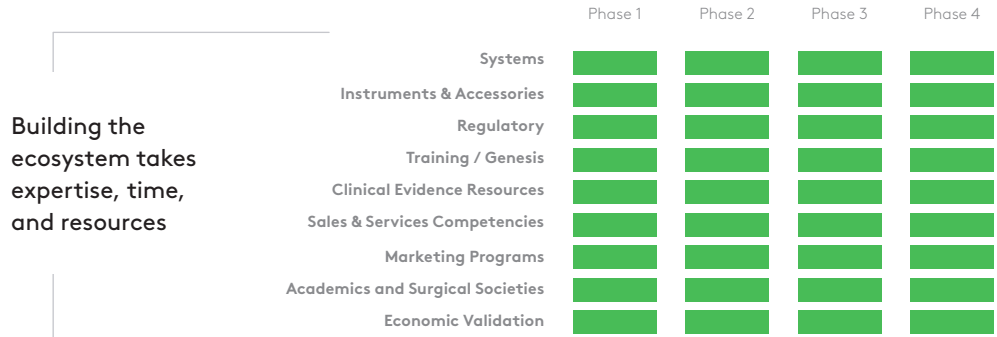 Phase 1 Phase 2 Phase 3 Phase 4
Systems
Instruments & Accessories
Building the
ecosystem takes
expertise, time,
and resources
Regulatory
Training / Genesis
Clinical Evidence Resources
Sales & Services Competencies
Marketing Programs
Academics and Surgical Societies
Economic Validation